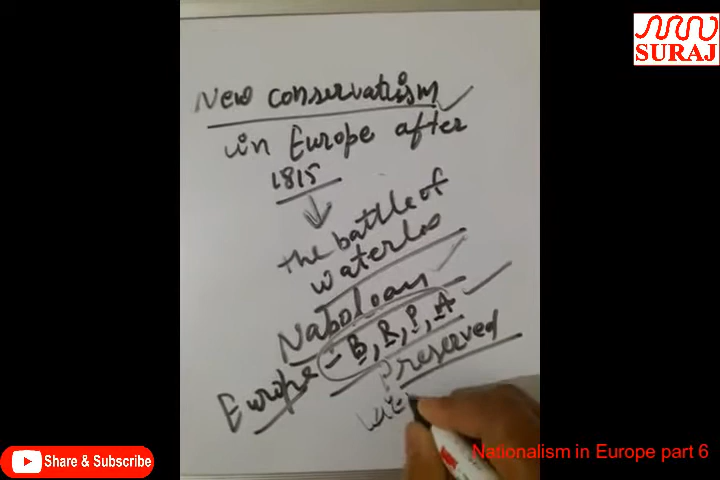 SURAJ
New conservatism
in Europe after
1815
the battle of
waterloo
Naboloan
Europe - B, R, P, A
Preserved
Share & Subscribe
Nationalism in Europe part 6